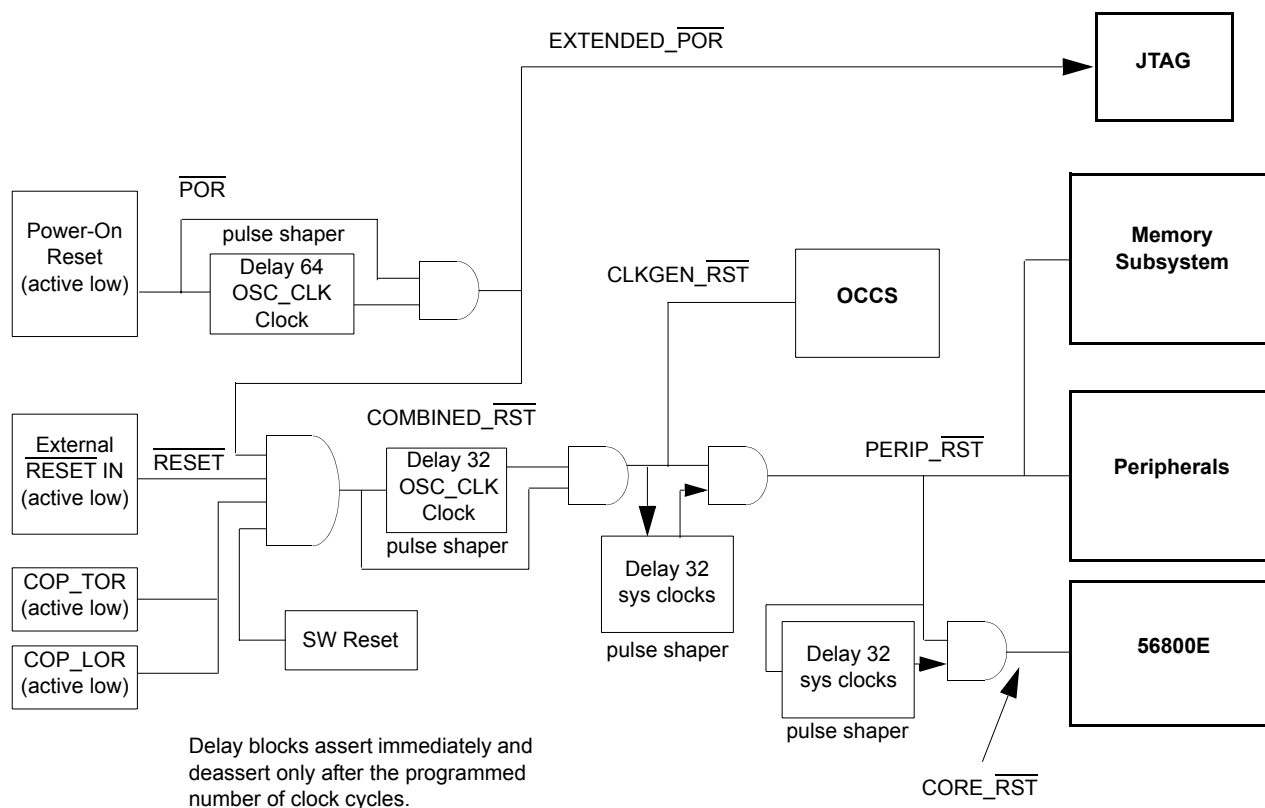 EXTENDED_POR
JTAG
POR
Power-On
Reset
(active low)
pulse shaper
Delay 64
OSC_CLK
Clock
CLKGEN_RST
OCCS
Memory
Subsystem
External
RESET IN
(active low)
RESET
COMBINED_RST
Delay 32
OSC_CLK
Clock
pulse shaper
PERIP_RST
Peripherals
COP_TOR
(active low)
COP_LOR
(active low)
SW Reset
Delay 32
sys clocks
pulse shaper
Delay 32
sys clocks
pulse shaper
56800E
CORE_RST
Delay blocks assert immediately and
deassert only after the programmed
number of clock cycles.